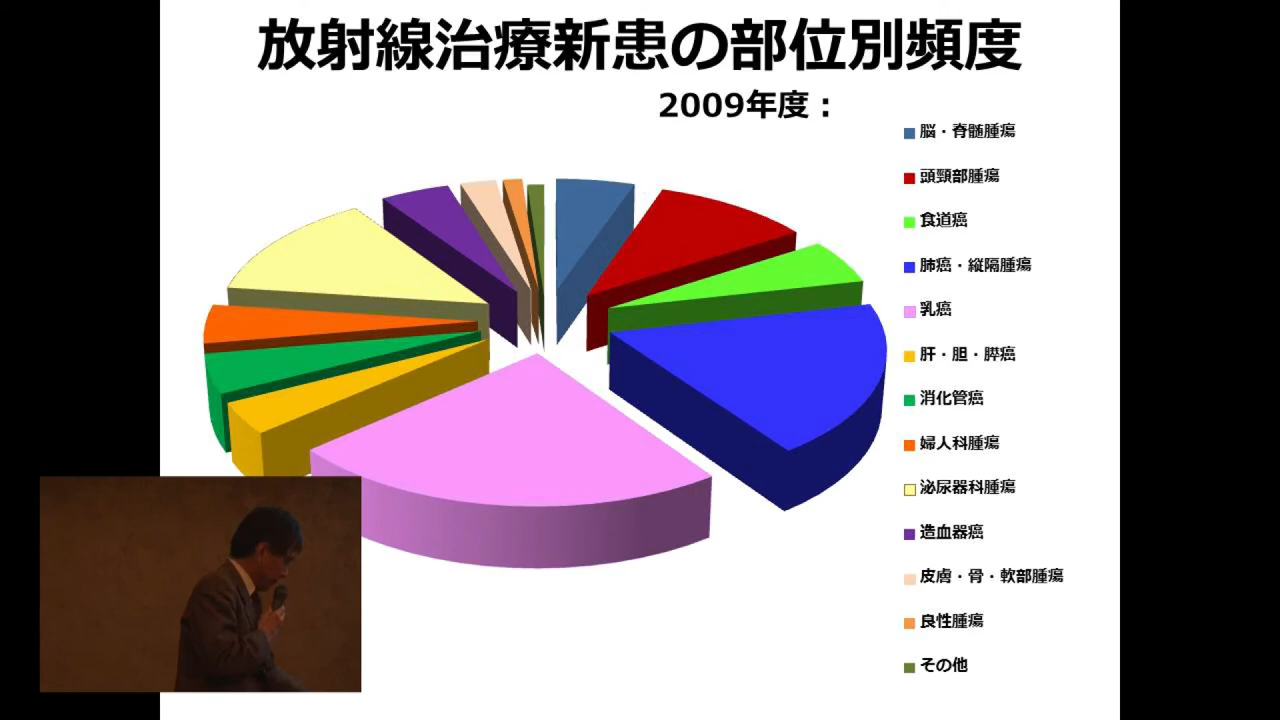 放射線治療新患の部位別頻度
2009年度：
脳・脊髄腫瘍
頭頸部腫瘍
食道癌
肺癌・縦隔腫瘍
乳癌
肝・胆・膵癌
消化管癌
婦人科腫瘍
泌尿器科腫瘍
造血器癌
皮膚・骨・軟部腫瘍
良性腫瘍
その他